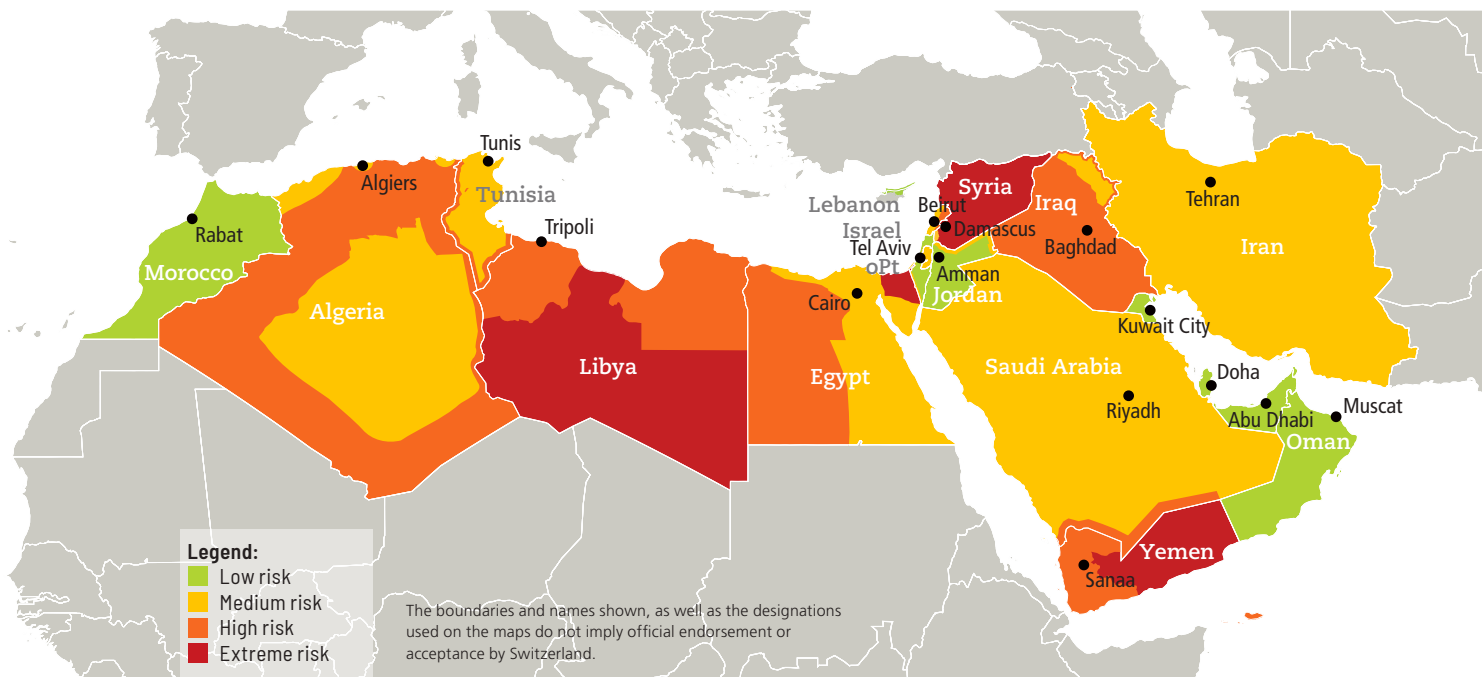 Tunis
Algiers
Tunisia
Rabat
Tripoli
Morocco
Algeria
Libya
Lebanon
Beirut
Syria
Israel
Damascus
Iraq
Tehran
Tel Aviv
Baghdad
Iran
oPt
Amman
Cairo
Jordan
Kuwait City
Egypt
Saudi Arabia
Doha
Riyadh
Abu Dhabi
Muscat
Oman
Yemen
Sanaa
Legend:
Low risk
Medium risk
High risk
Extreme risk
The boundaries and names shown, as well as the designations
used on the maps do not imply official endorsement or
acceptance by Switzerland.